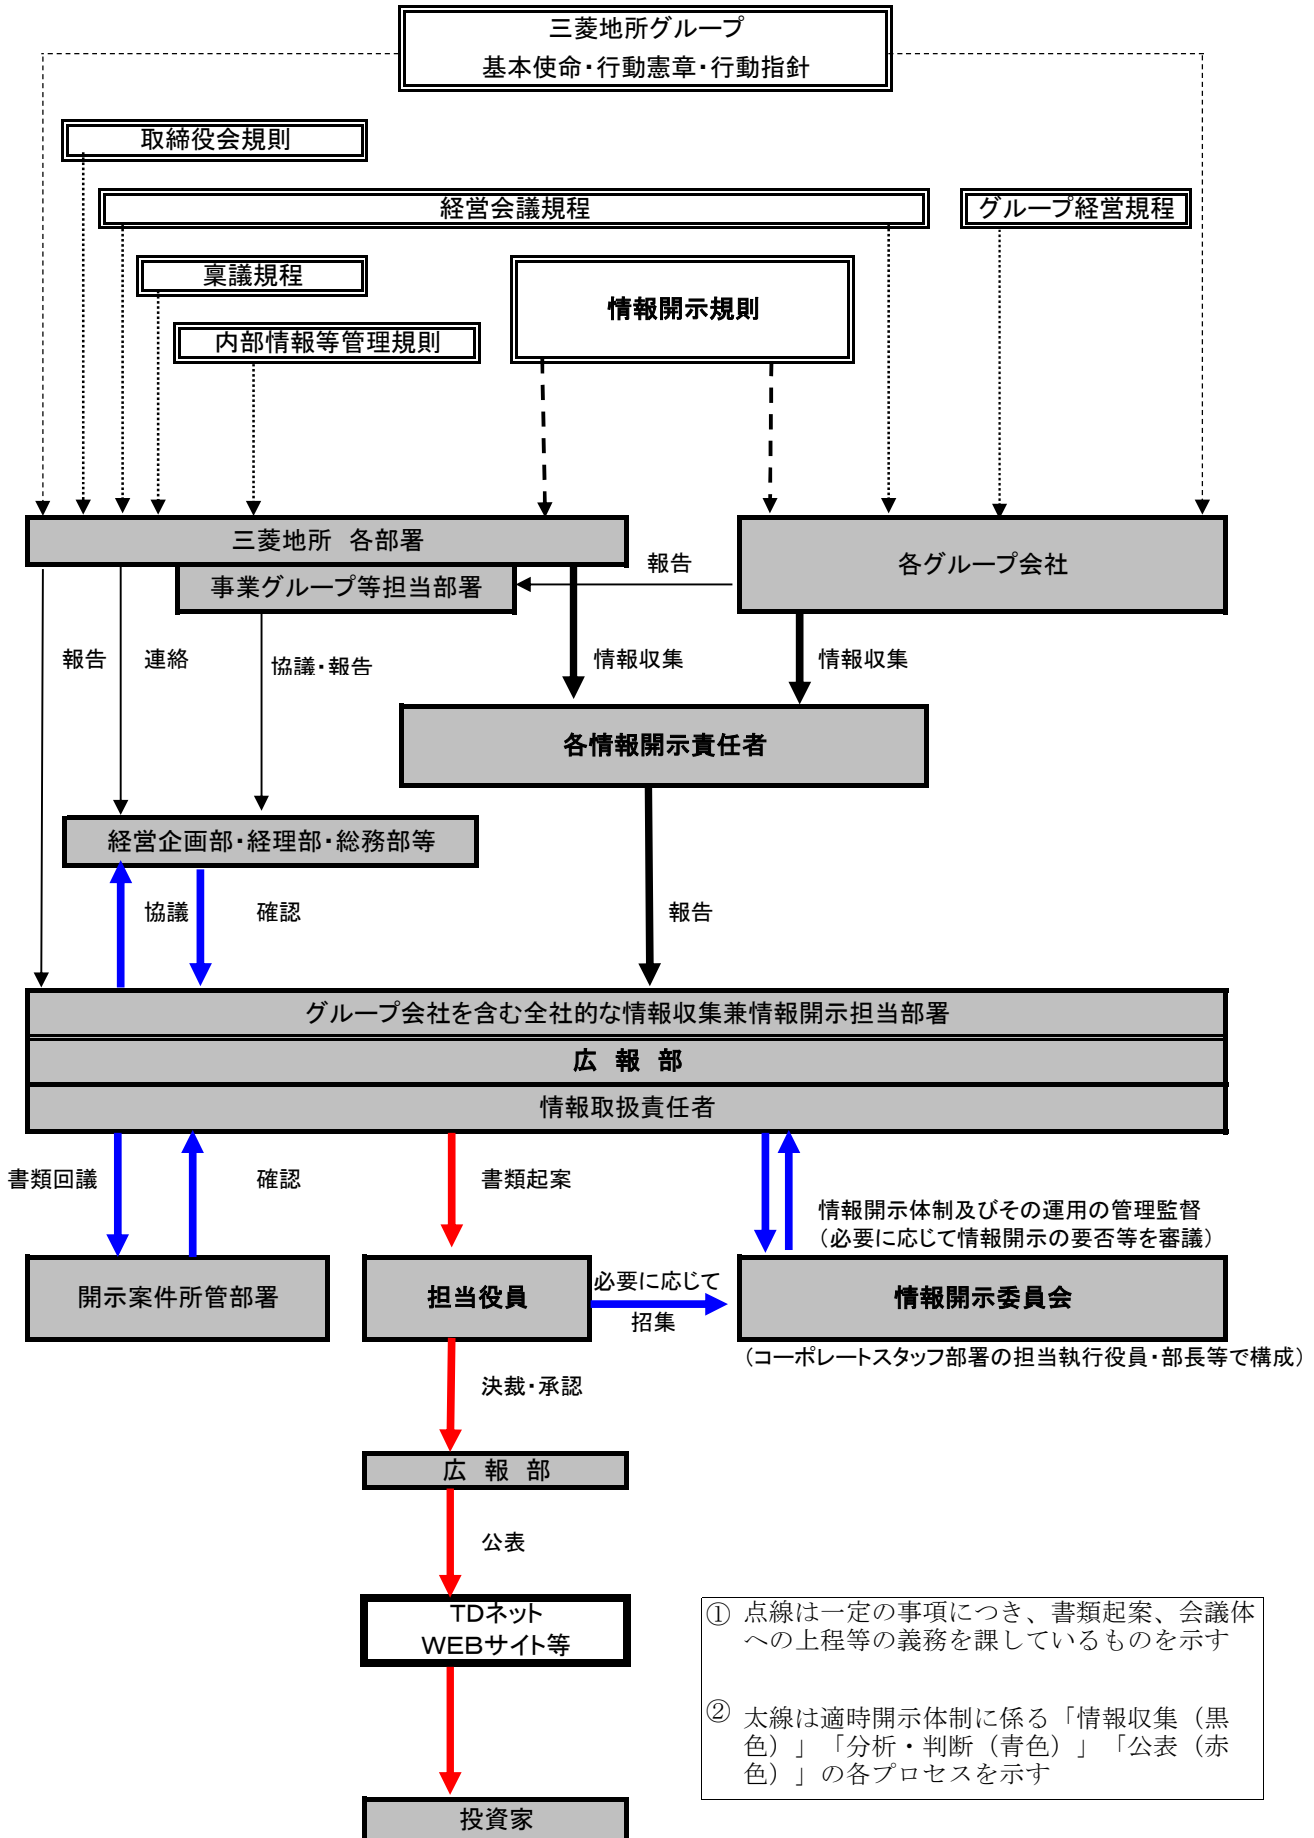 三菱地所グループ
基本使命・行動憲章・行動指針
取締役会規則
経営会議規程
グループ経営規程
稟議規程
情報開示規則
内部情報等管理規則
三菱地所 各部署
事業グループ等担当部署
報告
各グループ会社
報告
連絡
協議・報告
情報収集
情報収集
各情報開示責任者
経営企画部・経理部・総務部等
協議
確認
報告
グループ会社を含む全社的な情報収集兼情報開示担当部署
広 報 部
情報取扱責任者
書類回議
確認
書類起案
情報開示体制及びその運用の管理監督
（必要に応じて情報開示の要否等を審議）
開示案件所管部署
担当役員
必要に応じて
招集
情報開示委員会
（コーポレートスタッフ部署の担当執行役員・部長等で構成）
決裁・承認
広 報 部
公表
TDネット
WEBサイト等
① 点線は一定の事項につき、書類起案、会議体
への上程等の義務を課しているものを示す
② 太線は適時開示体制に係る「情報収集（黒
色）」「分析・判断（青色）」「公表（赤
色）」の各プロセスを示す
投資家